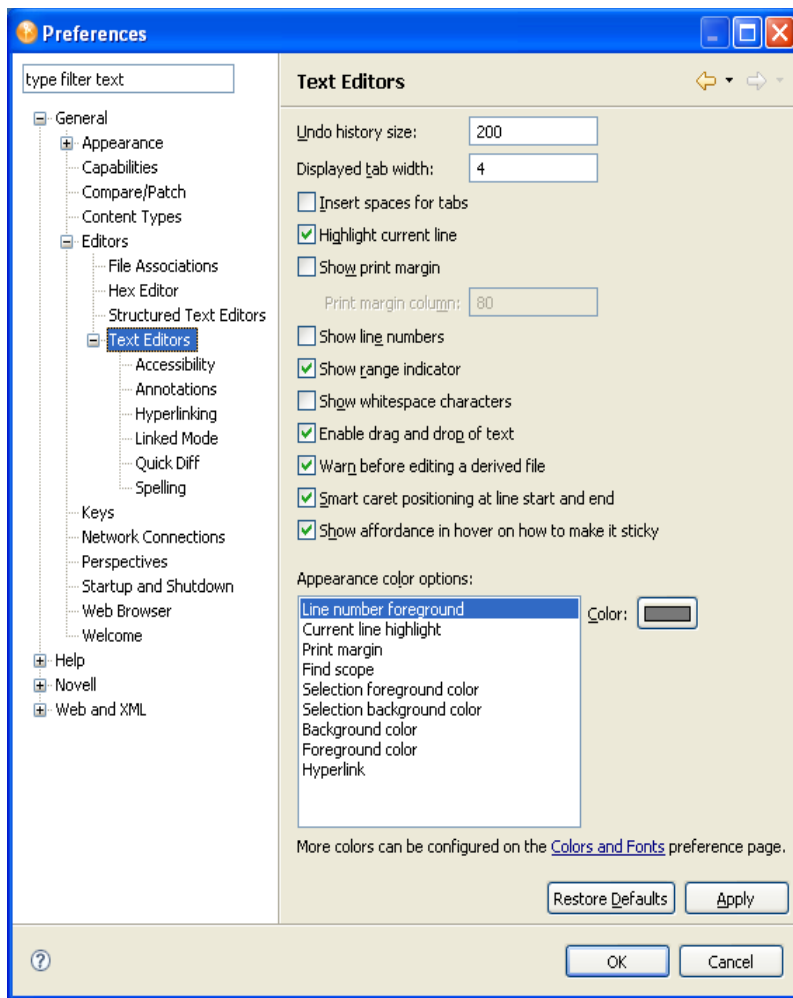 Preferences
type filter text
General
Appearance
Capabilities
Compare/Patch
Content Types
Editors
File Associations
Hex Editor
Structured Text Editors
Text Editors
Accessibility
Annotations
Hyperlinking
Linked Mode
Quick Diff
Spelling
Keys
Network Connections
Perspectives
Startup and Shutdown
Web Browser
Welcome
Help
Novell
Web and XML
Text Editors
Undo history size: 200
Displayed tab width: 4
Insert spaces for tabs
Highlight current line
Show print margin
Print margin column: 80
Show line numbers
Show range indicator
Show whitespace characters
Enable drag and drop of text
Warn before editing a derived file
Smart caret positioning at line start and end
Show affordance in hover on how to make it sticky
Appearance color options:
Line number foreground
Current line highlight
Print margin
Find scope
Selection foreground color
Selection background color
Background color
Foreground color
Hyperlink
Color:
More colors can be configured on the Colors and Fonts preference page.
Restore Defaults Apply
? OK Cancel